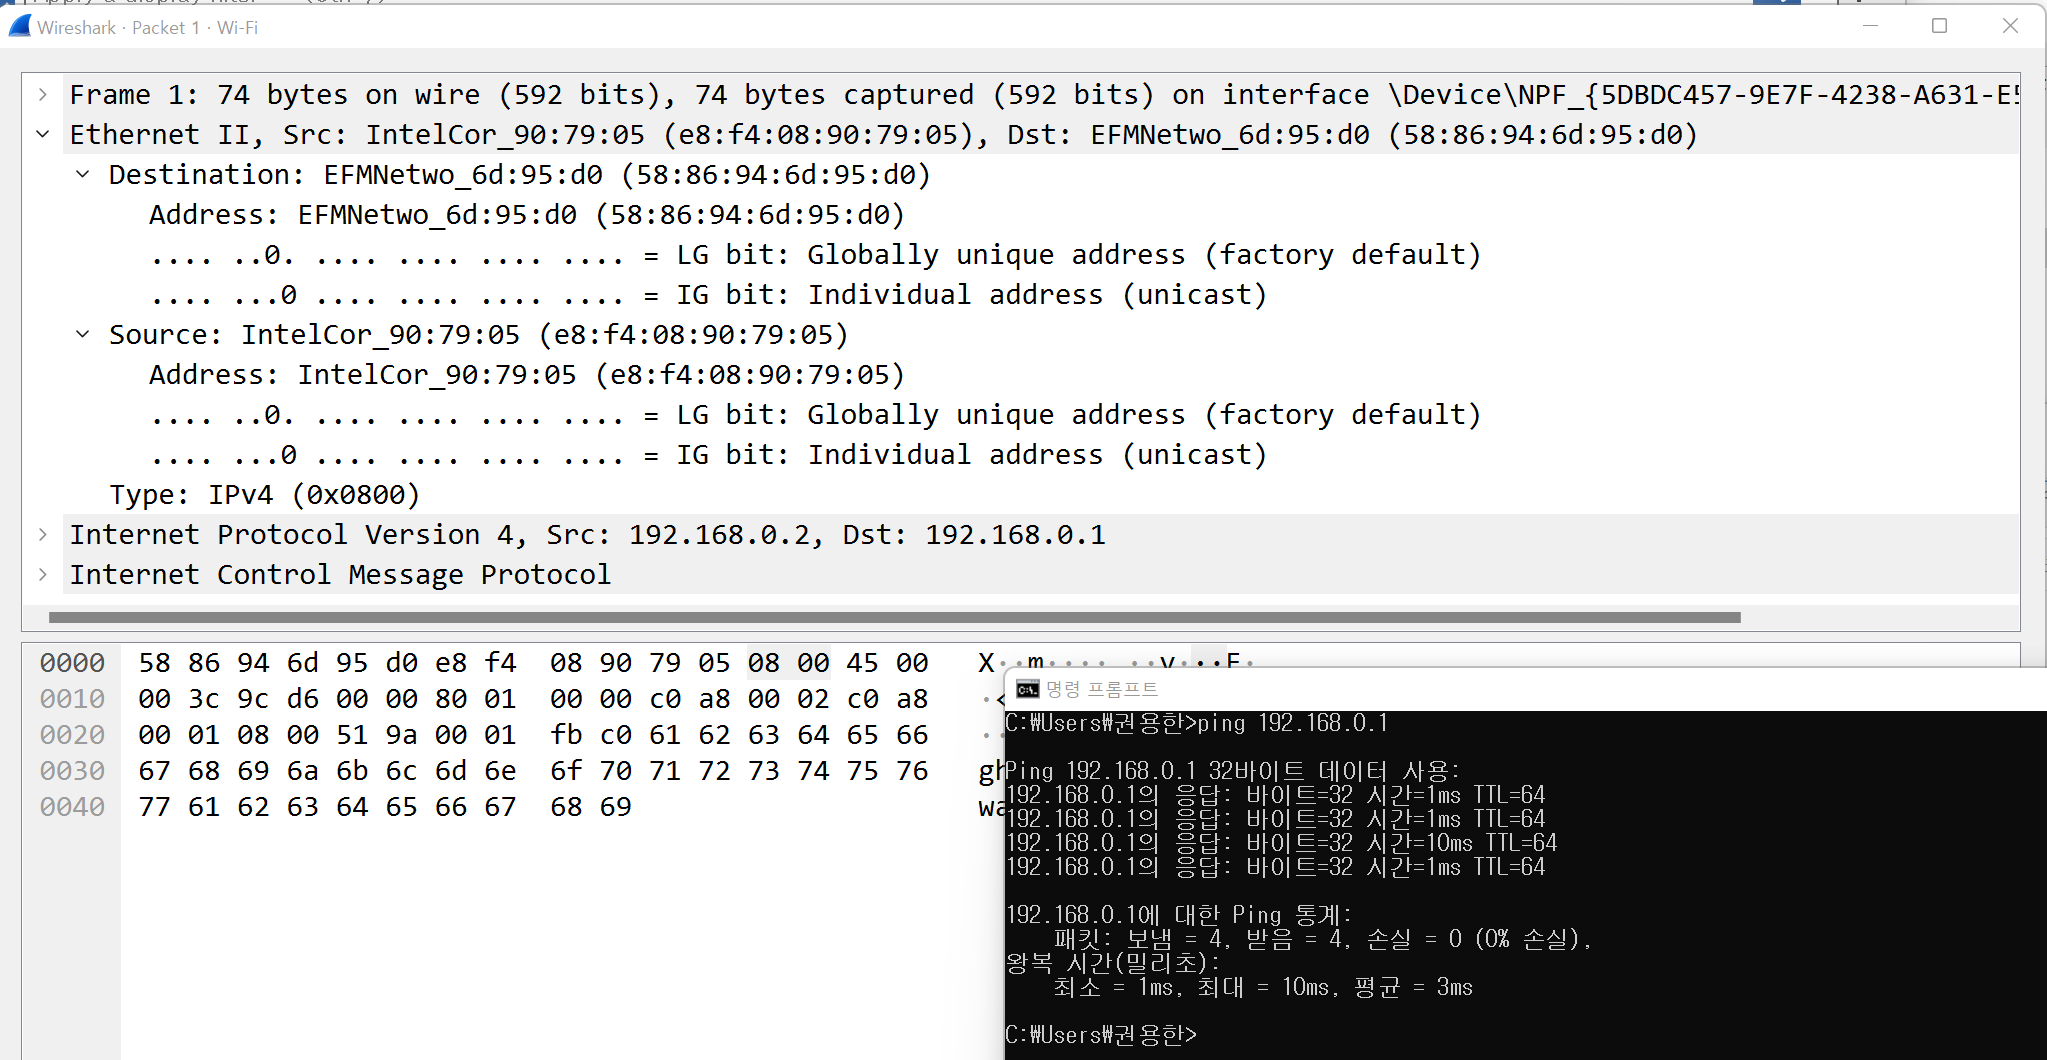 Wireshark · Packet 1 · Wi-Fi
Frame 1: 74 bytes on wire (592 bits), 74 bytes captured (592 bits) on interface \Device\NPF_{5DBDC457-9E7F-4238-A631-E5
Ethernet II, Src: IntelCor_90:79:05 (e8:f4:08:90:79:05), Dst: EFMNetwo_6d:95:d0 (58:86:94:6d:95:d0)
Destination: EFMNetwo_6d:95:d0 (58:86:94:6d:95:d0)
Address: EFMNetwo_6d:95:d0 (58:86:94:6d:95:d0)
.... ..0. .... .... .... .... = LG bit: Globally unique address (factory default)
.... ...0 .... .... .... .... = IG bit: Individual address (unicast)
Source: IntelCor_90:79:05 (e8:f4:08:90:79:05)
Address: IntelCor_90:79:05 (e8:f4:08:90:79:05)
.... ..0. .... .... .... .... = LG bit: Globally unique address (factory default)
.... ...0 .... .... .... .... = IG bit: Individual address (unicast)
Type: IPv4 (0x0800)
Internet Protocol Version 4, Src: 192.168.0.2, Dst: 192.168.0.1
Internet Control Message Protocol
0000 58 86 94 6d 95 d0 e8 f4 08 90 79 05 08 00 45 00 X··m···· ··y···E·
0010 00 3c 9c d6 00 00 80 01 00 00 c0 a8 00 02 c0 a8 ·<
0020 00 01 08 00 51 9a 00 01 fb c0 61 62 63 64 65 66 ··
0030 67 68 69 6a 6b 6c 6d 6e 6f 70 71 72 73 74 75 76 gh
0040 77 61 62 63 64 65 66 67 68 69 wa
명령 프롬프트
C:₩Users₩권용한>ping 192.168.0.1
Ping 192.168.0.1 32바이트 데이터 사용:
192.168.0.1의 응답: 바이트=32 시간=1ms TTL=64
192.168.0.1의 응답: 바이트=32 시간=1ms TTL=64
192.168.0.1의 응답: 바이트=32 시간=10ms TTL=64
192.168.0.1의 응답: 바이트=32 시간=1ms TTL=64
192.168.0.1에 대한 Ping 통계:
패킷: 보냄 = 4, 받음 = 4, 손실 = 0 (0% 손실),
왕복 시간(밀리초):
최소 = 1ms, 최대 = 10ms, 평균 = 3ms
C:₩Users₩권용한>